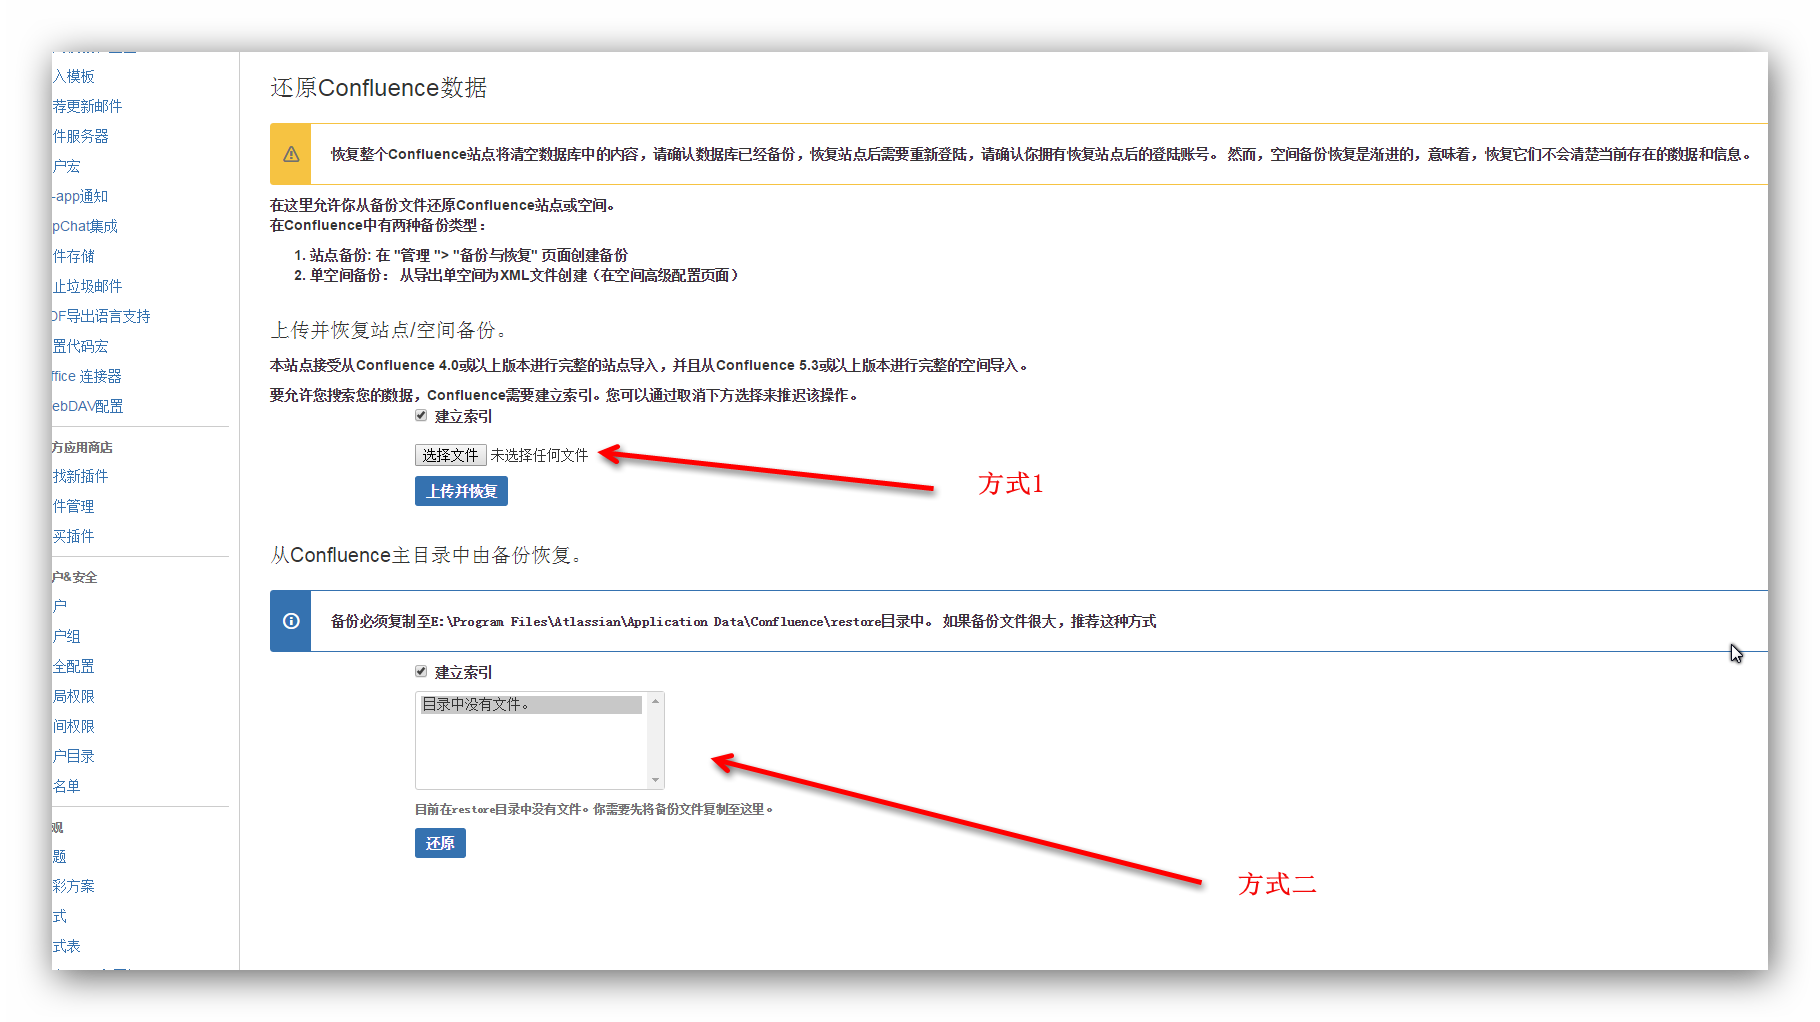 入模板
荐更新邮件
件服务器
户宏
-app通知
pChat集成
件存储
止垃圾邮件
DF导出语言支持
置代码宏
ffice 连接器
ebDAV配置
方应用商店
找新插件
件管理
买插件
户&安全
户
户组
全配置
局权限
间权限
户目录
名单
观
题
彩方案
式
式表
还原Confluence数据
恢复整个Confluence站点将清空数据库中的内容，请确认数据库已经备份，恢复站点后需要重新登陆，请确认你拥有恢复站点后的登陆账号。 然而，空间备份恢复是渐进的，意味着，恢复它们不会清楚当前存在的数据和信息。
在这里允许你从备份文件还原Confluence站点或空间。
在Confluence中有两种备份类型：
1. 站点备份: 在 "管理 "> "备份与恢复" 页面创建备份
2. 单空间备份： 从导出单空间为XML文件创建（在空间高级配置页面）
上传并恢复站点/空间备份。
本站点接受从Confluence 4.0或以上版本进行完整的站点导入，并且从Confluence 5.3或以上版本进行完整的空间导入。
要允许您搜索您的数据，Confluence需要建立索引。您可以通过取消下方选择来推迟该操作。
建立索引
选择文件 未选择任何文件
方式1
上传并恢复
从Confluence主目录中由备份恢复。
备份必须复制至E:\Program Files\Atlassian\Application Data\Confluence\restore目录中。 如果备份文件很大，推荐这种方式
建立索引
目录中没有文件。
目前在restore目录中没有文件。你需要先将备份文件复制至这里。
还原
方式二